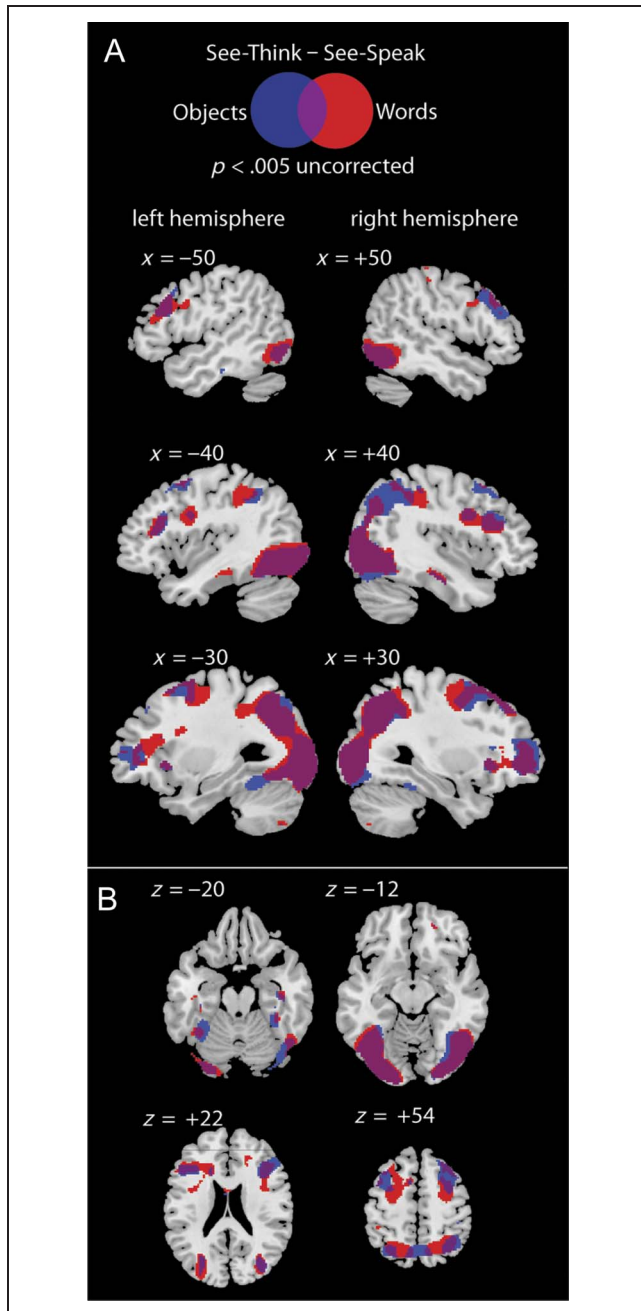 A
See-Think – See-Speak
Objects
Words
p < .005 uncorrected
left hemisphere
right hemisphere
x = –50
x = +50
x = –40
x = +40
x = –30
x = +30
B
z = –20
z = –12
z = +22
z = +54